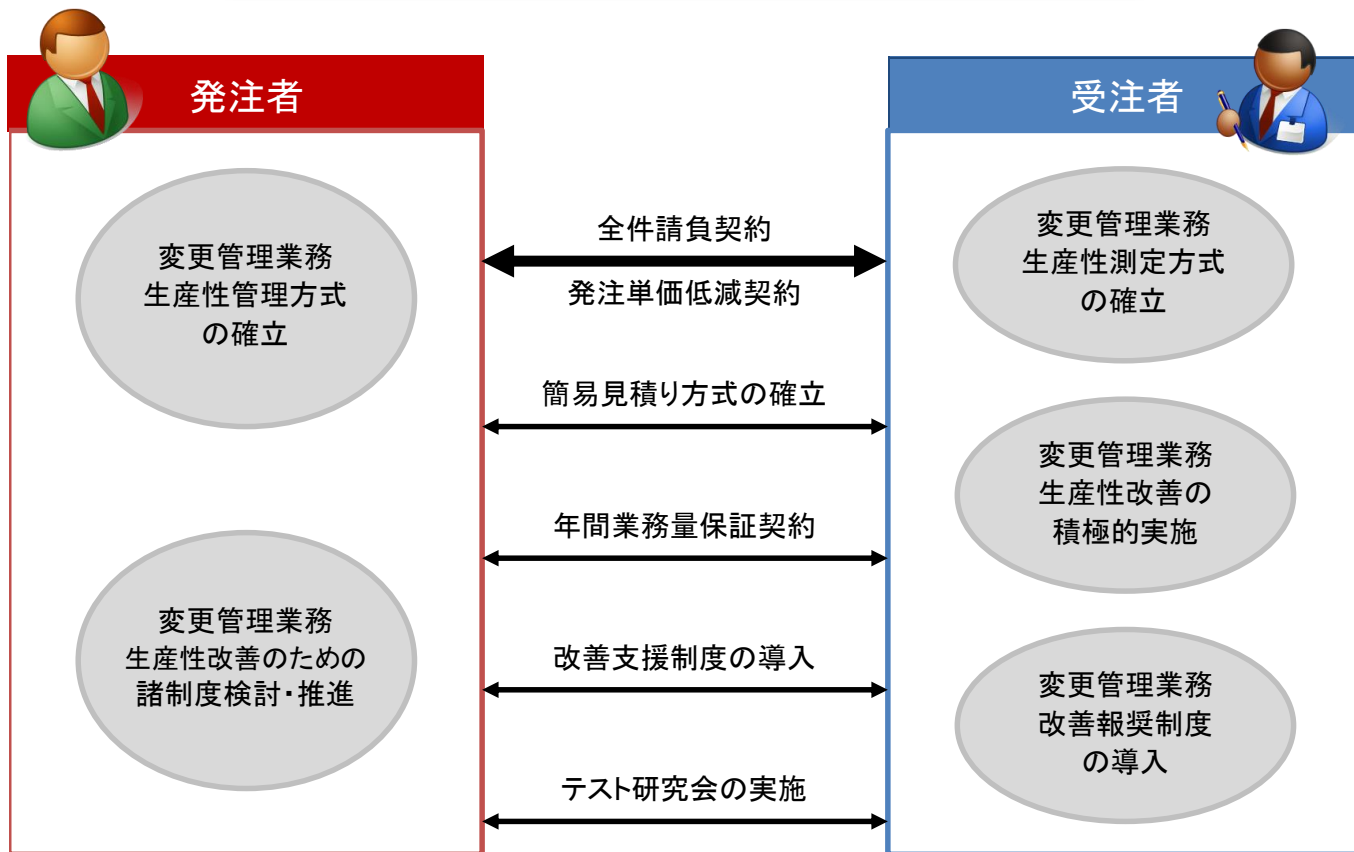 発注者
変更管理業務
生産性管理方式
の確立
変更管理業務
生産性改善のための
諸制度検討・推進
全件請負契約
発注単価低減契約
簡易見積り方式の確立
年間業務量保証契約
改善支援制度の導入
テスト研究会の実施
受注者
変更管理業務
生産性測定方式
の確立
変更管理業務
生産性改善の
積極的実施
変更管理業務
改善報奨制度
の導入